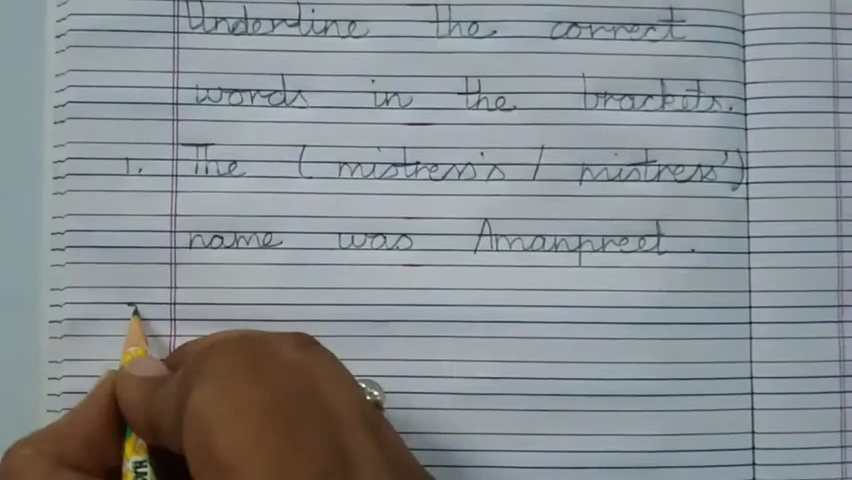 Underline the correct
words in the brackets.
1. The (mistress's / mistress')
name was Amanpreet.